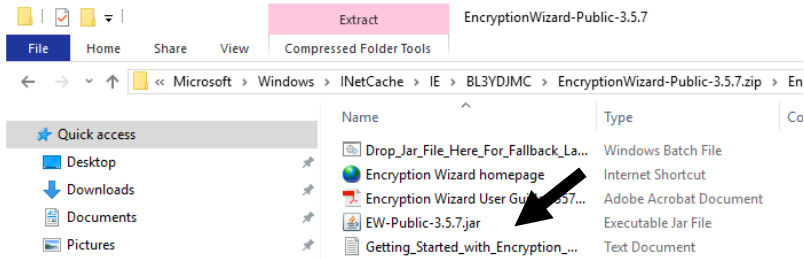 Extract EncryptionWizard-Public-3.5.7
File Home Share View Compressed Folder Tools
« Microsoft > Windows > INetCache > IE > BL3YDJMC > EncryptionWizard-Public-3.5.7.zip > En
Name Type Co
Quick access
Drop_Jar_File_Here_For_Fallback_La... Windows Batch File
Desktop
Encryption Wizard homepage Internet Shortcut
Downloads
Encryption Wizard User 357... Adobe Acrobat Document
Documents
EW-Public-3.5.7.jar Executable Jar File
Pictures
Getting_Started_with_Encryption_... Text Document